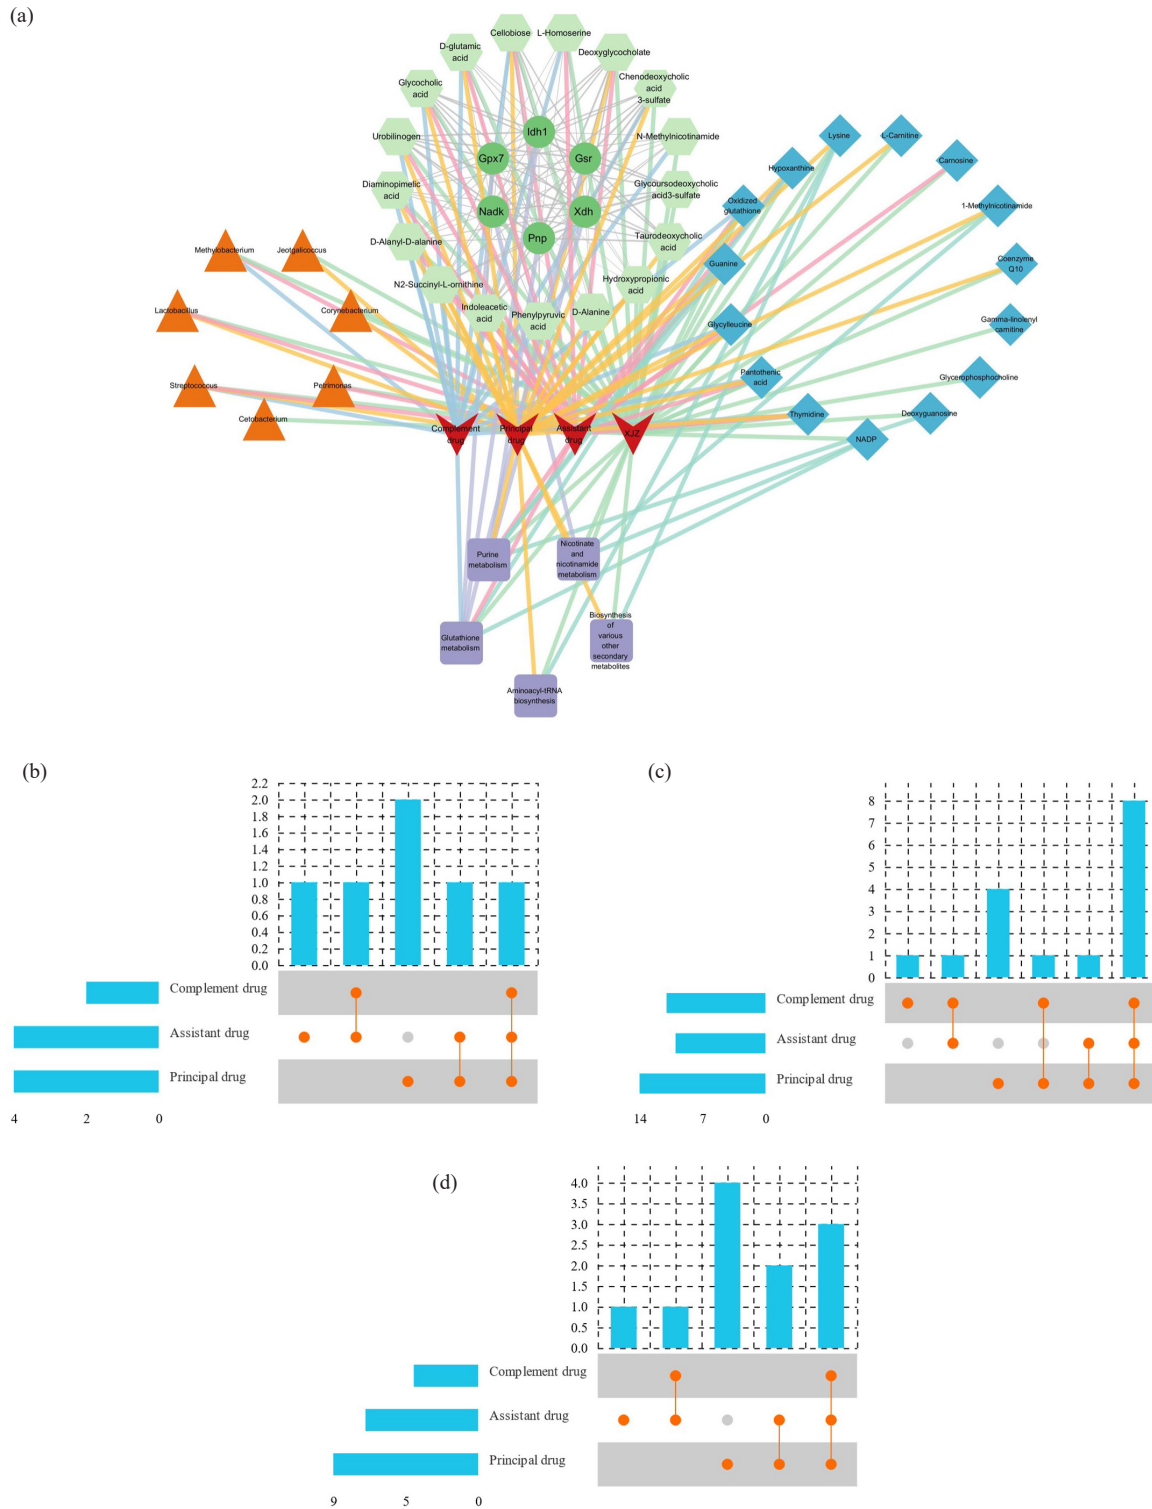 (a)
Cellobiose
L-Homoserine
D-glutamic
acid
Deoxyglycocholate
Glycocholic
acid
Chenodeoxycholic
acid
3-sulfate
Urobilinogen
Idh1
N-Methylnicotinamide
Gpx7
Gsr
Diaminopimelic
acid
Glycoursodeoxycholic
acid3-sulfate
Nadk
Xdh
Pnp
D-Alanyl-D-alanine
Taurodeoxycholic
acid
N2-Succinyl-L-ornithine
Hydroxypropionic
acid
Indoleacetic
acid
Phenylpyruvic
acid
D-Alanine
Lysine
L-Carnitine
Hypoxanthine
Carnosine
Oxidized
glutathione
1-Methylnicotinamide
Guanine
Coenzyme
Q10
Glycylleucine
Gamma-linolenyl
carnitine
Pantothenic
acid
Glycerophosphocholine
Thymidine
Deoxyguanosine
NADP
Methylobacterium
Jeotgalicoccus
Lactobacillus
Corynebacterium
Streptococcus
Petrimonas
Cetobacterium
Complement
drug
Principal
drug
Assistant
drug
XJZ
Purine
metabolism
Nicotinate
and
nicotinamide
metabolism
Glutathione
metabolism
Biosynthesis
of
various
other
secondary
metabolites
Aminoacyl-tRNA
biosynthesis
(b)
2.2
2.0
1.8
1.6
1.4
1.2
1.0
0.8
0.6
0.4
0.2
0.0
Complement drug
Assistant drug
Principal drug
4 2 0
(c)
8
7
6
5
4
3
2
1
0
Complement drug
Assistant drug
Principal drug
14 7 0
(d)
4.0
3.5
3.0
2.5
2.0
1.5
1.0
0.5
0.0
Complement drug
Assistant drug
Principal drug
9 5 0